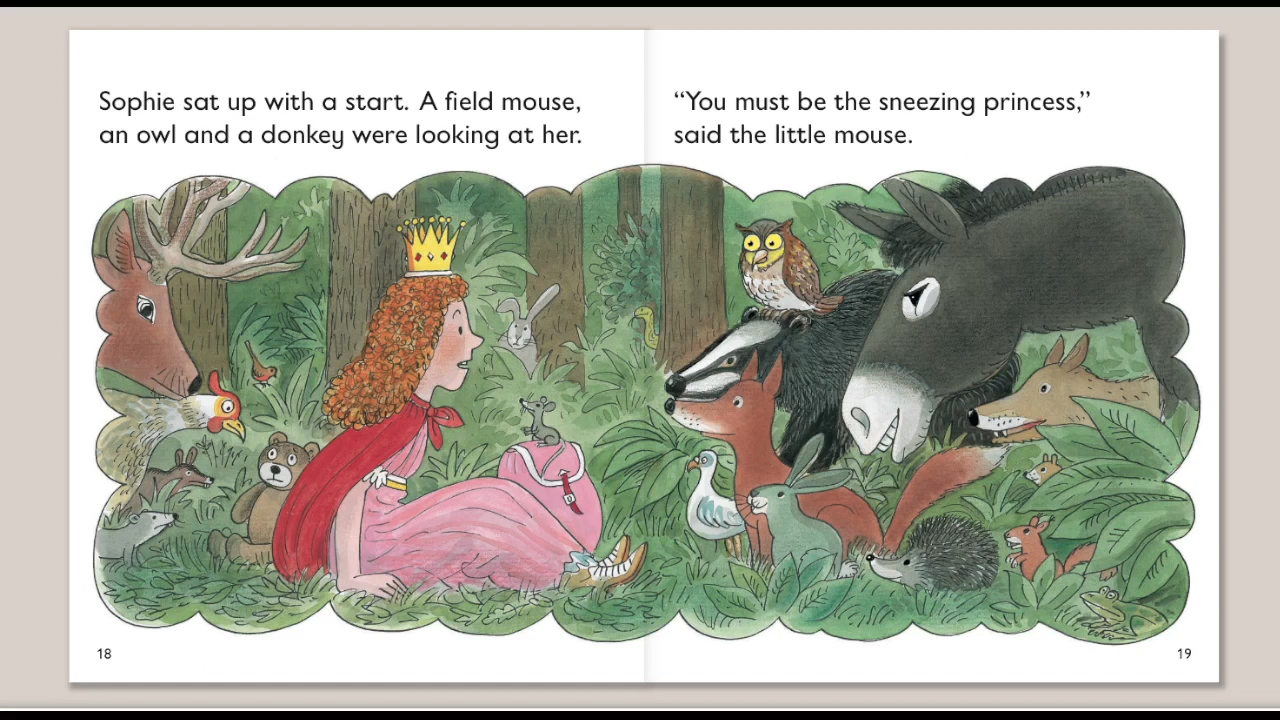 Sophie sat up with a start. A field mouse,
an owl and a donkey were looking at her.
“You must be the sneezing princess,”
said the little mouse.
18
19